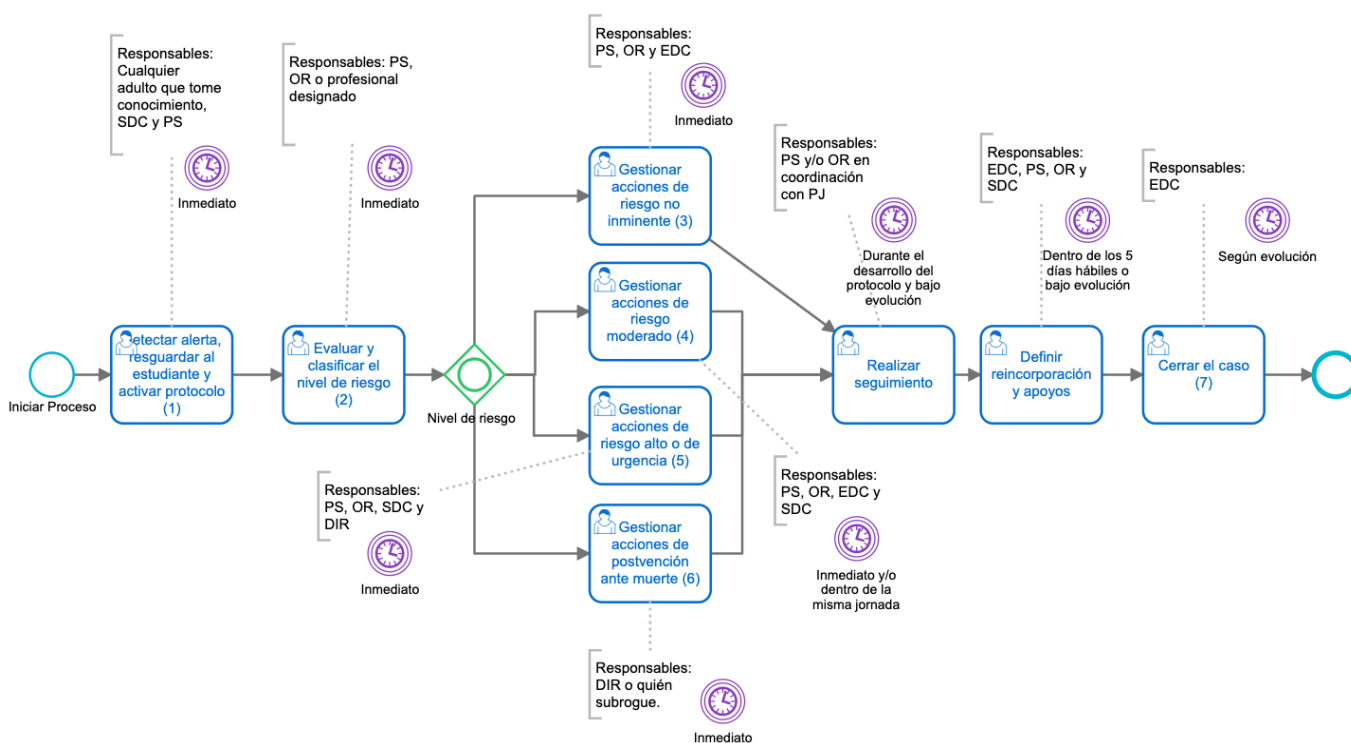 Responsables:
Cualquier
adulto que tome
conocimiento,
SDC y PS
Inmediato
Responsables: PS,
OR o profesional
designado
Inmediato
Responsables:
PS, OR y EDC
Inmediato
Responsables:
PS y/o OR en
coordinación
con PJ
Durante el
desarrollo del
protocolo y bajo
evolución
Responsables:
EDC, PS, OR y
SDC
Dentro de los 5
días hábiles o
bajo evolución
Responsables:
EDC
Según evolución
Iniciar Proceso
etectar alerta,
resguardar al
estudiante y
activar protocolo
(1)
Evaluar y
clasificar el
nivel de riesgo
(2)
Nivel de riesgo
Gestionar
acciones de
riesgo no
inminente (3)
Gestionar
acciones de
riesgo
moderado (4)
Gestionar
acciones de
riesgo alto o de
urgencia (5)
Gestionar
acciones de
postvención
ante muerte (6)
Realizar
seguimiento
Definir
reincorporación
y apoyos
Cerrar el caso
(7)
Responsables:
PS, OR, SDC y
DIR
Inmediato
Responsables:
PS, OR, EDC y
SDC
Inmediato y/o
dentro de la
misma jornada
Responsables:
DIR o quién
subrogue.
Inmediato